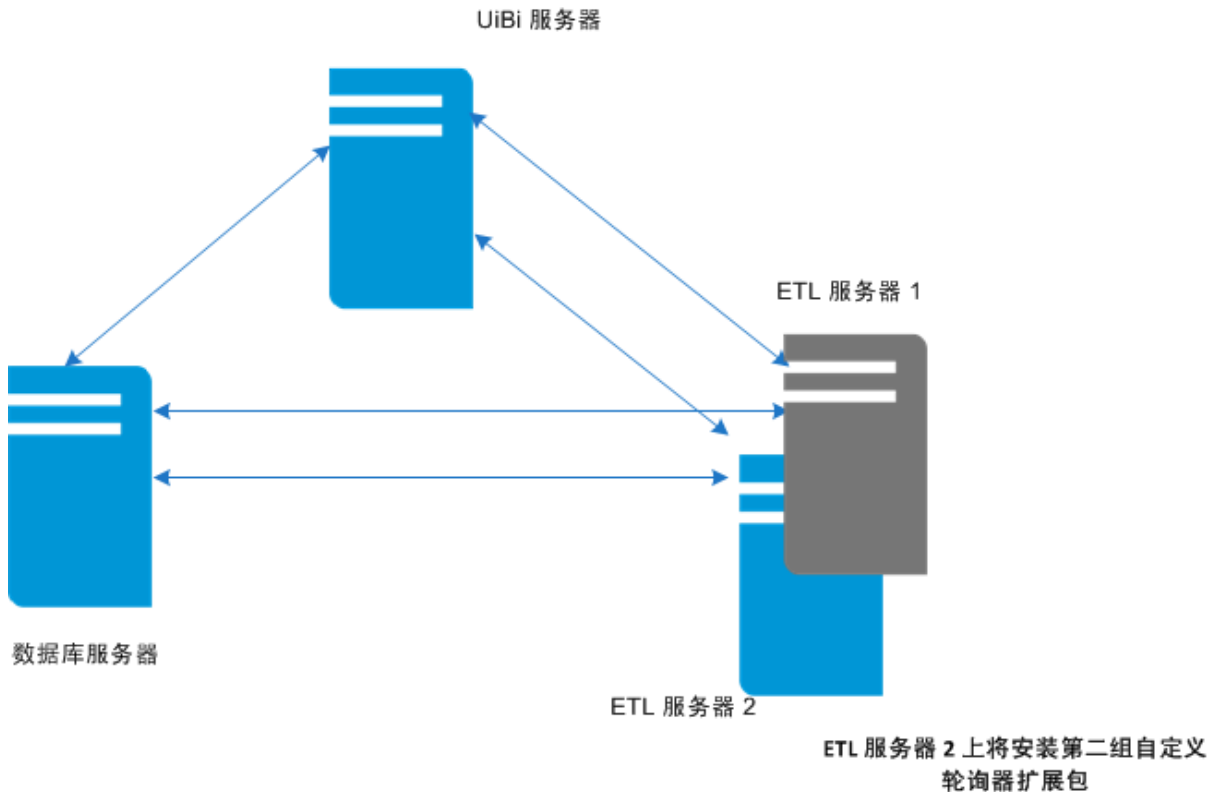 UiBi 服务器
ETL 服务器 1
数据库服务器
ETL 服务器 2
ETL 服务器 2 上将安装第二组自定义
轮询器扩展包